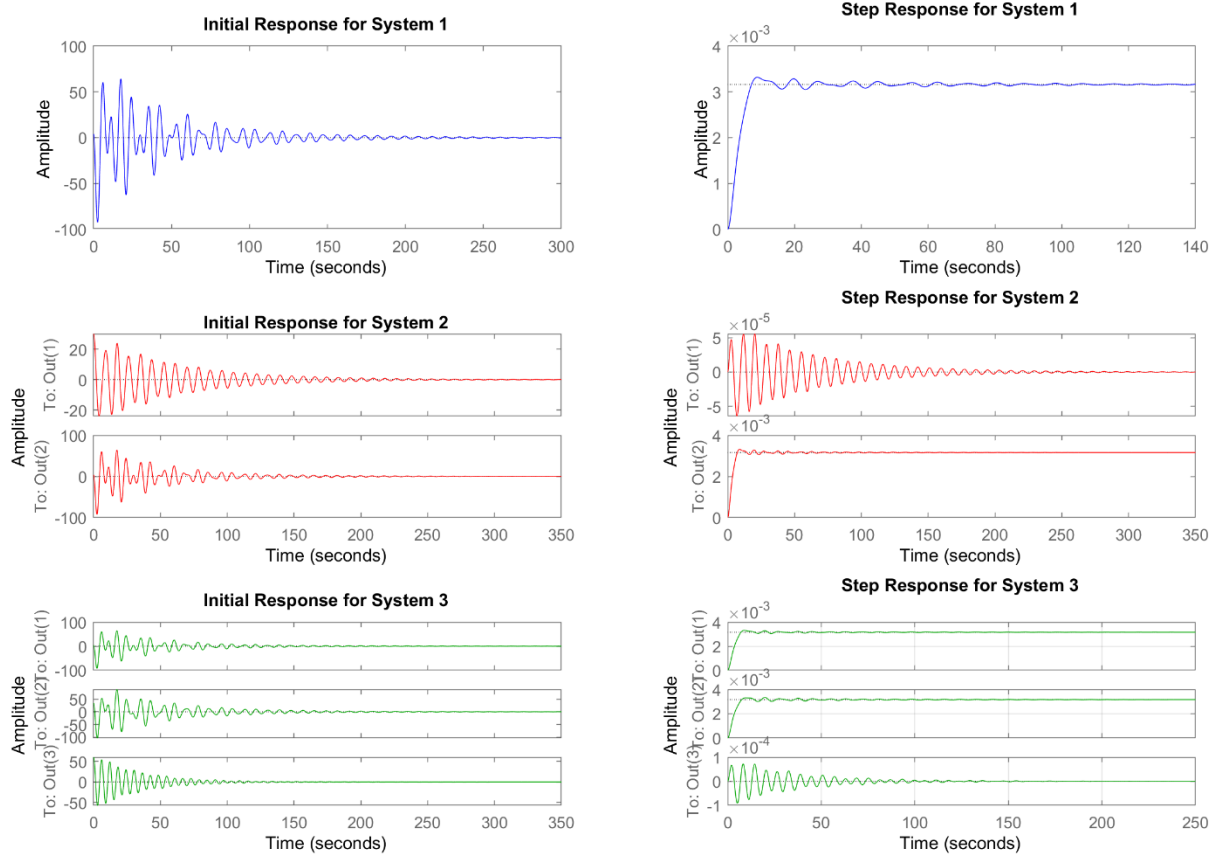 Initial Response for System 1
100
50
0
-50
-100
Amplitude
0 50 100 150 200 250 300
Time (seconds)
Step Response for System 1
× 10^-3
4
3
2
1
0
Amplitude
0 20 40 60 80 100 120 140
Time (seconds)
Initial Response for System 2
To: Out(1)
20
0
-20
Amplitude
To: Out(2)
100
0
-100
0 50 100 150 200 250 300 350
Time (seconds)
Step Response for System 2
× 10^-5
To: Out(1)
5
0
-5
Amplitude
× 10^-3
To: Out(2)
4
2
0
0 50 100 150 200 250 300 350
Time (seconds)
Initial Response for System 3
To: Out(1)
100
0
-100
Amplitude
To: Out(2)
50
0
-50
-100
To: Out(3)
50
0
-50
0 50 100 150 200 250 300 350
Time (seconds)
Step Response for System 3
× 10^-3
To: Out(1)
4
2
0
Amplitude
× 10^-3
To: Out(2)
4
2
0
× 10^-4
To: Out(3)
1
0
-1
0 50 100 150 200 250
Time (seconds)